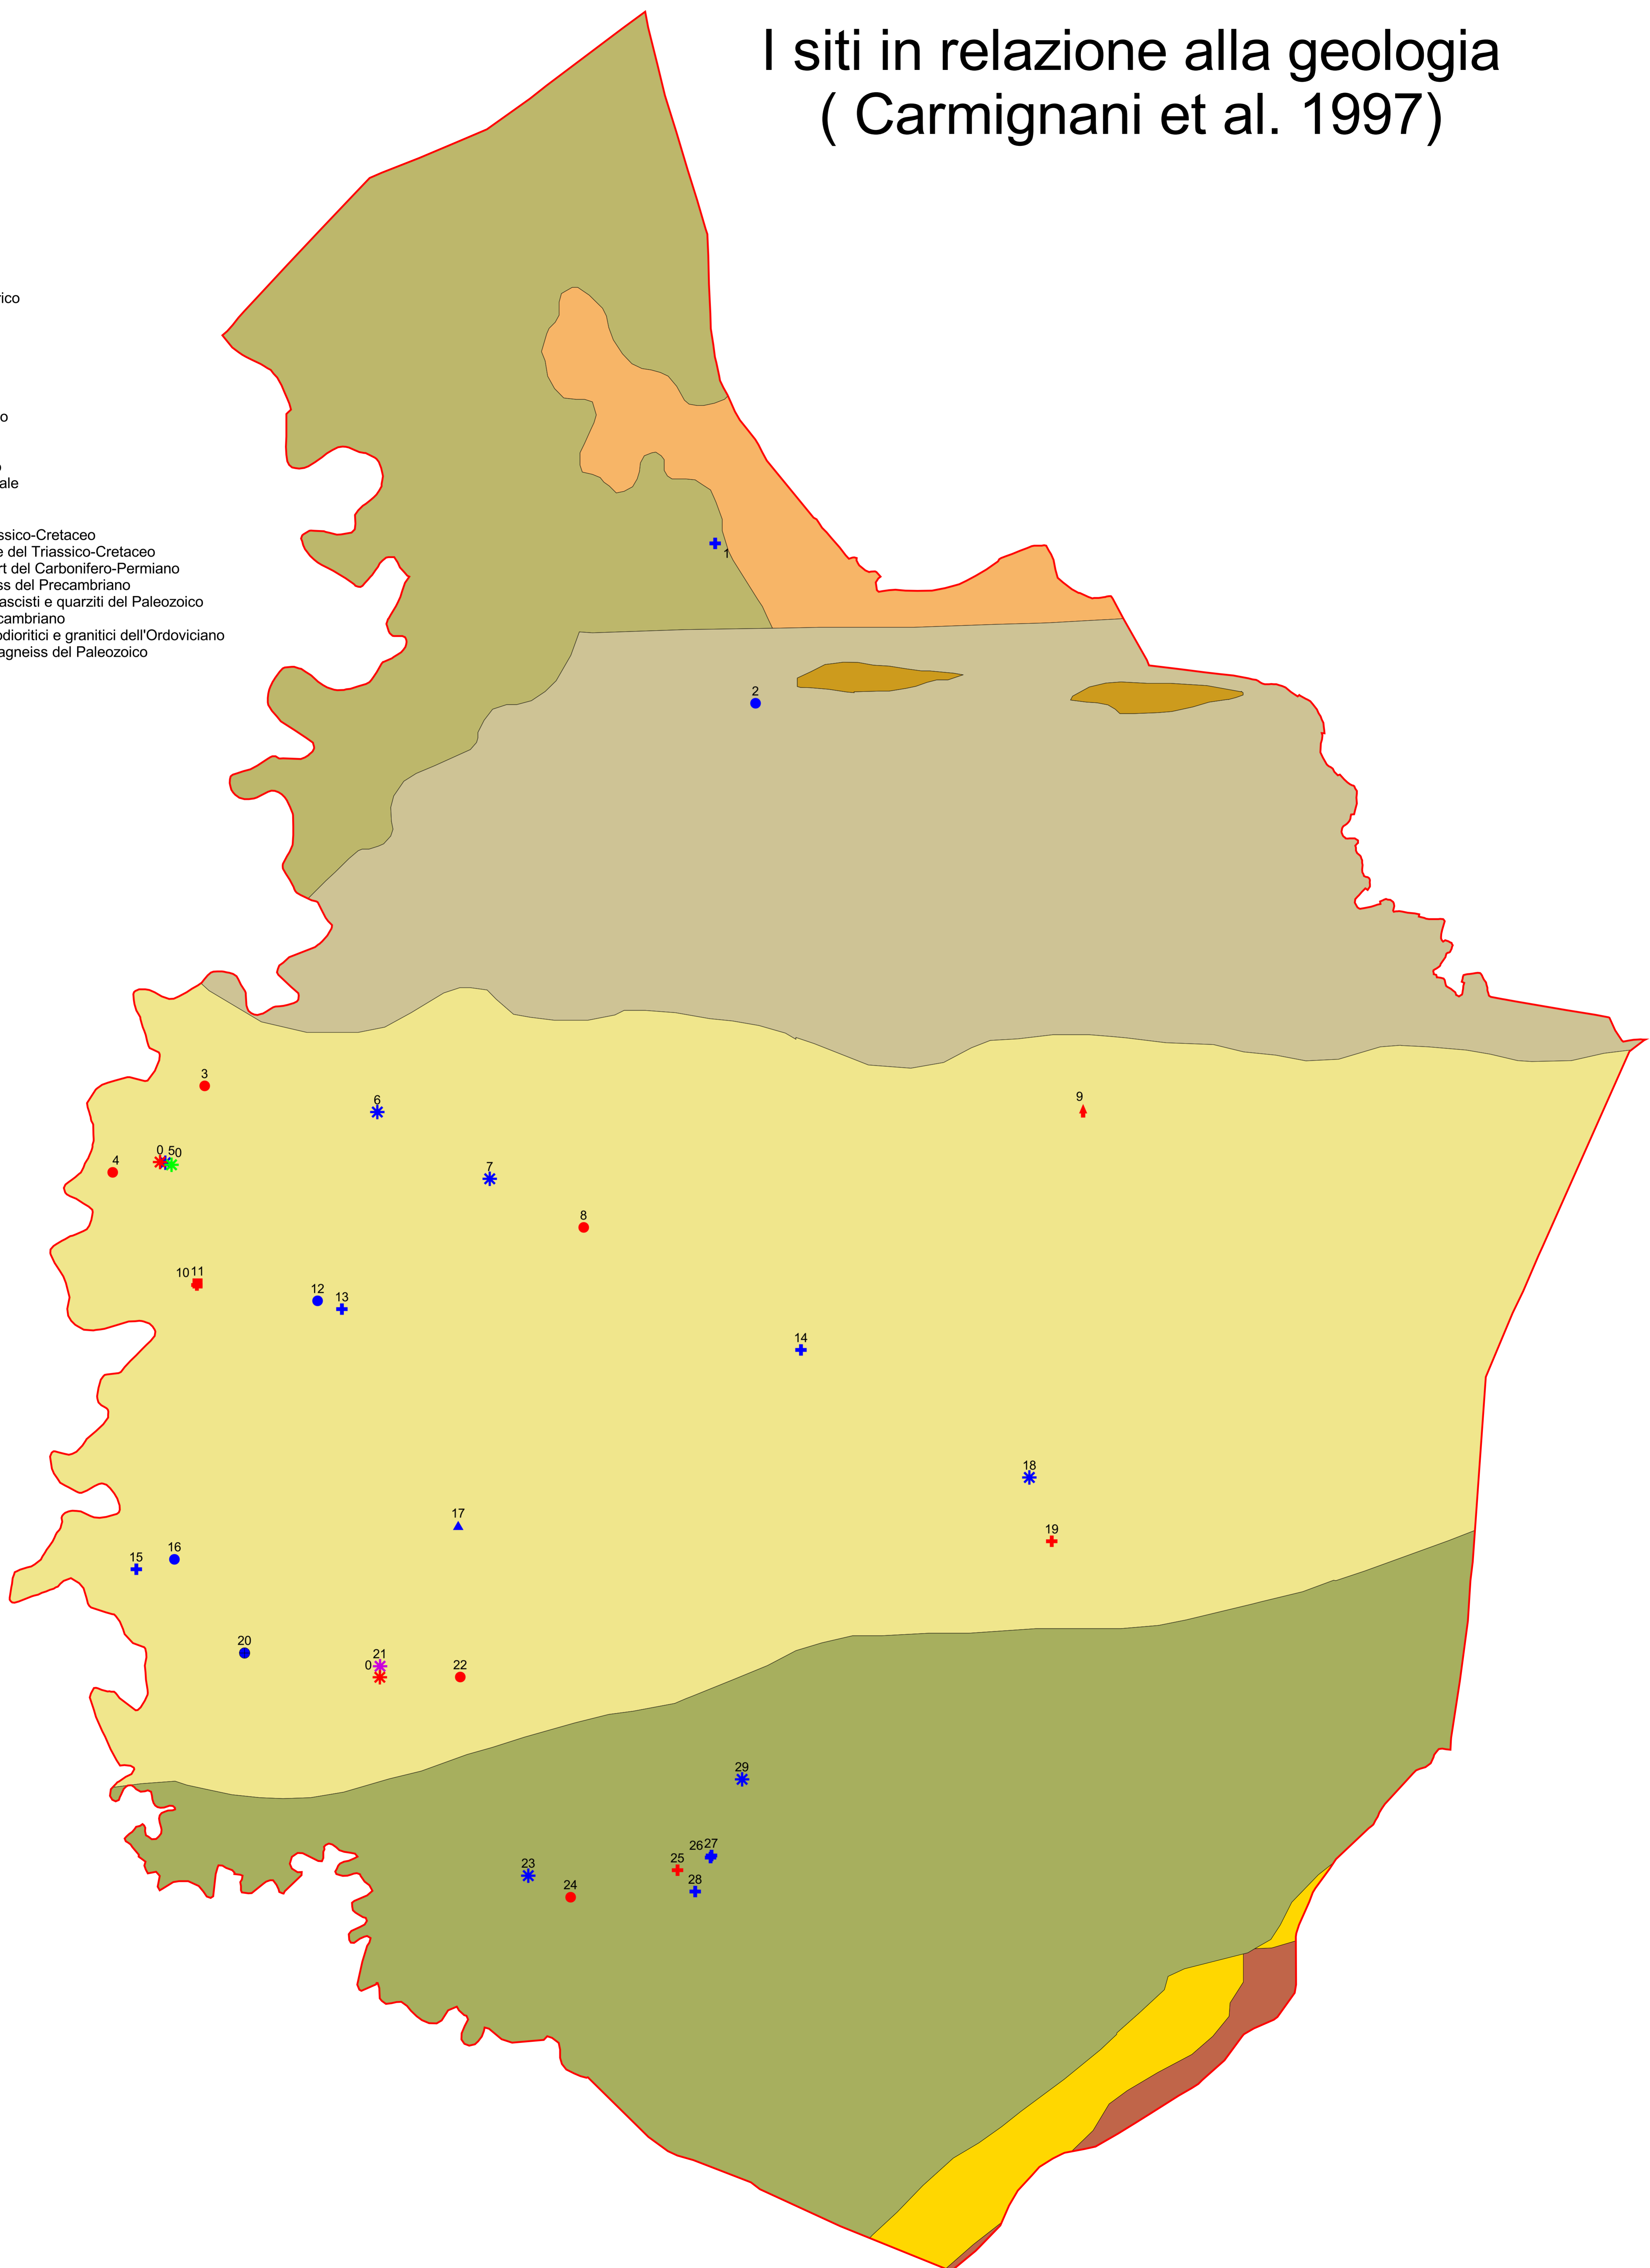 I siti in relazione alla geologia
( Carmignani et al. 1997)
rico
o
o
ale
ssico-Cretaceo
e del Triassico-Cretaceo
rt del Carbonifero-Permiano
ss del Precambriano
ascisti e quarziti del Paleozoico
cambriano
odioritici e granitici dell'Ordoviciano
agneiss del Paleozoico
1
2
3
6
9
0 50
4
7
8
10 11
12
13
14
18
17
19
15
16
20
21
0
22
29
26 27
25
23
28
24